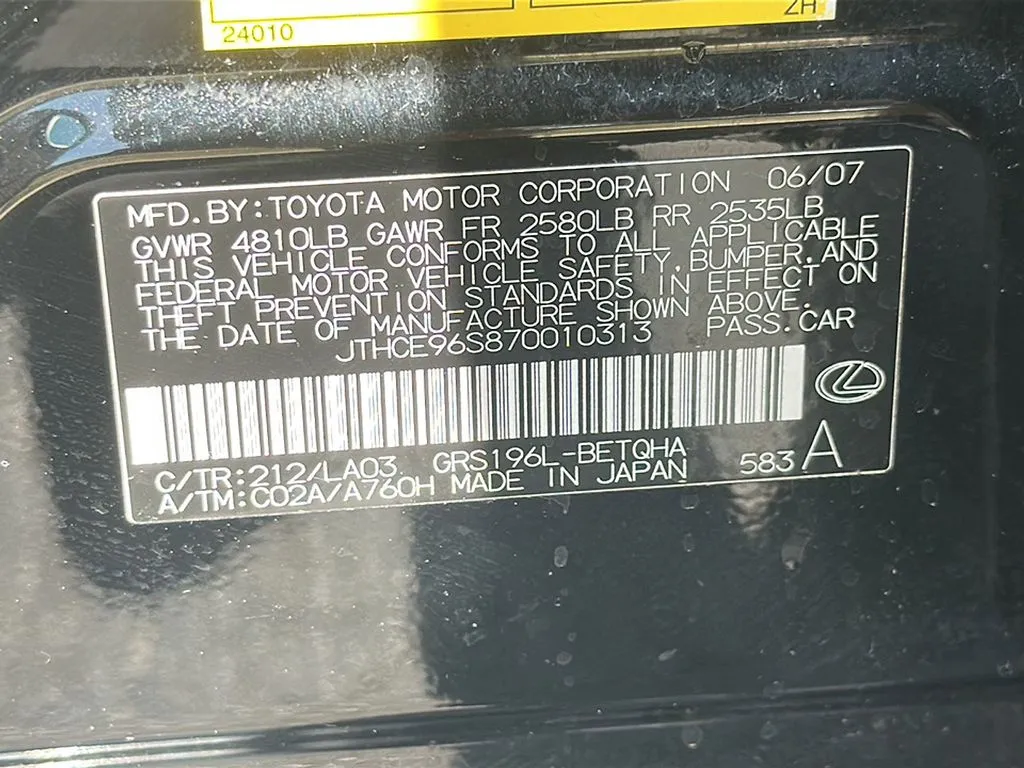 24010
2H
MFD.BY:TOYOTA MOTOR CORPORATION 06/07
GVWR 4810LB GAWR FR 2580LB RR 2535LB
THIS VEHICLE CONFORMS TO ALL APPLICABLE
FEDERAL MOTOR VEHICLE SAFETY,BUMPER,AND
THEFT PREVENTION STANDARDS IN EFFECT ON
THE DATE OF MANUFACTURE SHOWN ABOVE.
JTHCE96S870010313 PASS.CAR
C/TR:212/LA03 GRS196L-BETQHA
A/TM:C02A/A760H MADE IN JAPAN 583 A